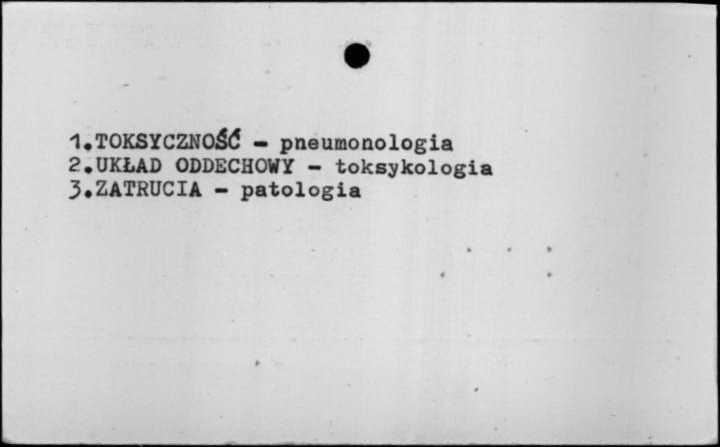 1.TOKSYCZNOŚĆ - pneumonologia
2.UKŁAD ODDECHOWY - toksykologia
3.ZATRUCIA - patologia